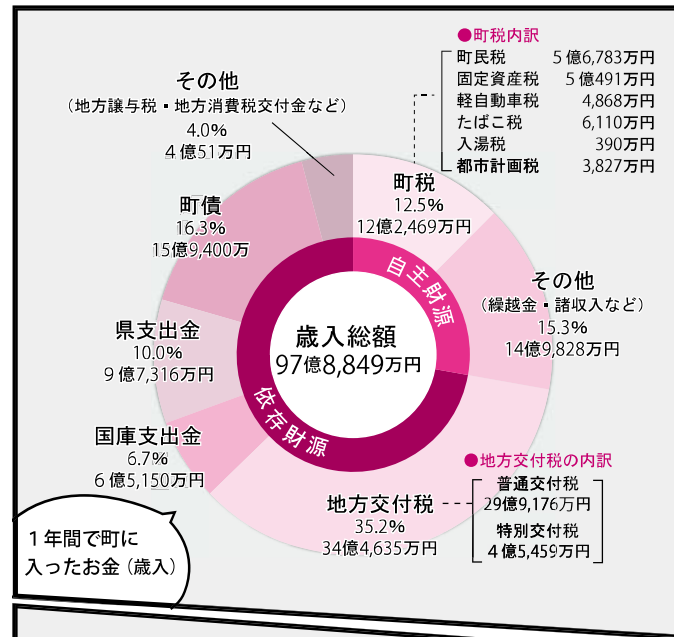 ●町税内訳
町民税 5億6,783万円
固定資産税 5億491万円
軽自動車税 4,868万円
たばこ税 6,110万円
入湯税 390万円
都市計画税 3,827万円
その他
(地方譲与税・地方消費税交付金など)
4.0%
4億51万円
町税
12.5%
12億2,469万円
町債
16.3%
15億9,400万
自主財源
その他
(繰越金・諸収入など)
15.3%
14億9,828万円
歳入総額
97億8,849万円
県支出金
10.0%
9億7,316万円
依存財源
国庫支出金
6.7%
6億5,150万円
地方交付税
35.2%
34億4,635万円
●地方交付税の内訳
普通交付税
29億9,176万円
特別交付税
4億5,459万円
1年間で町に
入ったお金(歳入)